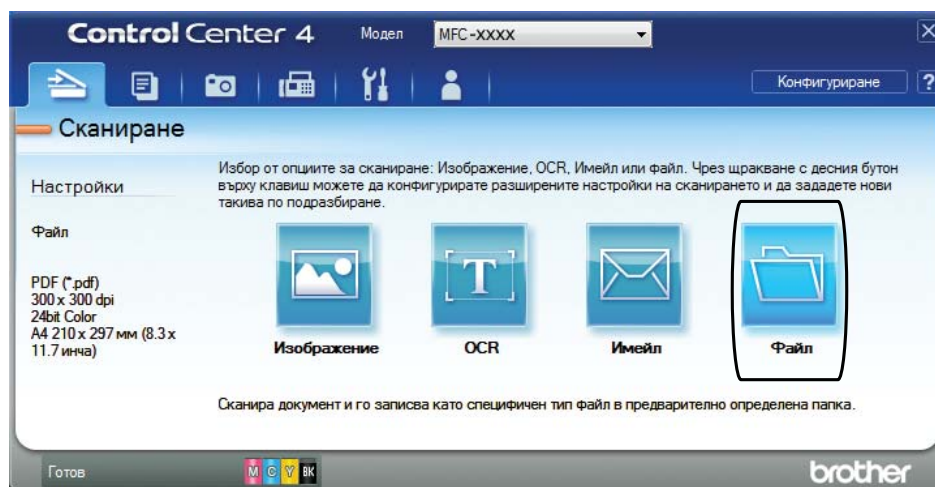 Control Center 4 Модел MFC-XXXX
Конфигуриране ?
Сканиране
Настройки
Файл
PDF (*.pdf)
300 x 300 dpi
24bit Color
A4 210 x 297 мм (8.3 x
11.7 инча)
Избор от опциите за сканиране: Изображение, OCR, Имейл или файл. Чрез щракване с десния бутон
върху клавиш можете да конфигурирате разширените настройки на сканирането и да зададете нови
такива по подразбиране.
T
Изображение OCR Имейл Файл
Сканира документ и го записва като специфичен тип файл в предварително определена папка.
Готов M C Y BK brother